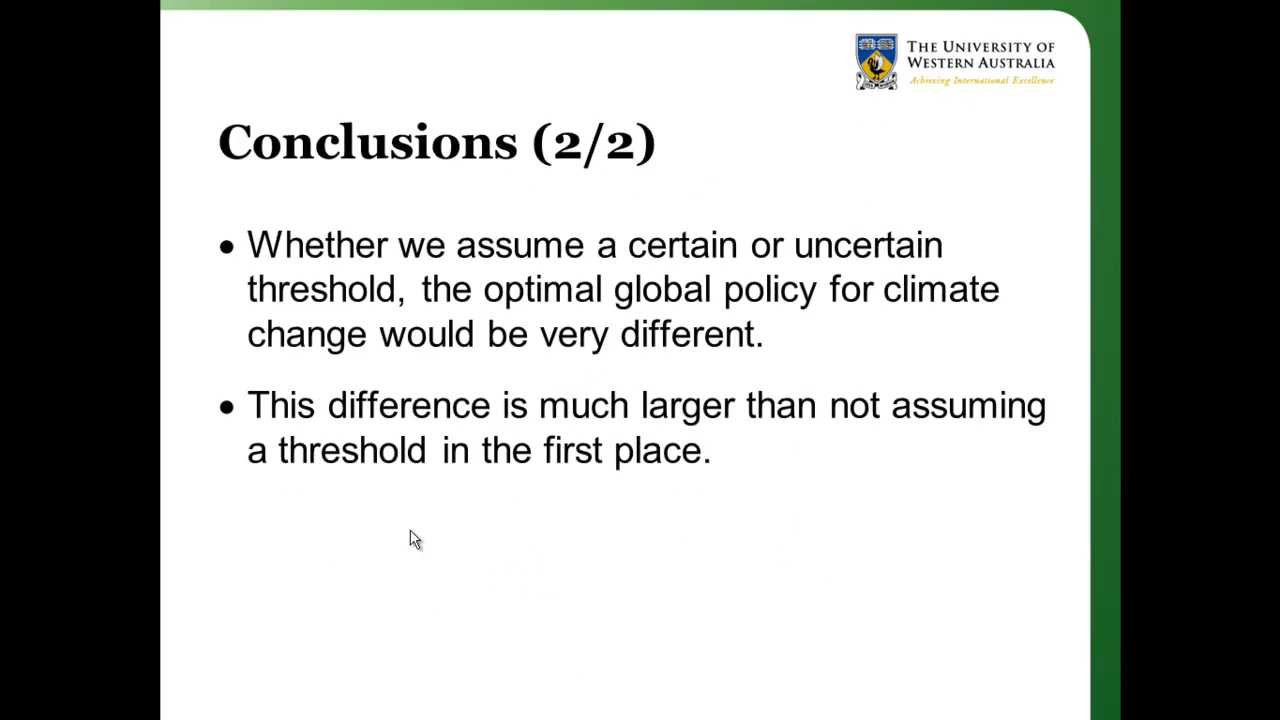 THE UNIVERSITY OF
WESTERN AUSTRALIA
Achieving International Excellence
Conclusions (2/2)
• Whether we assume a certain or uncertain
threshold, the optimal global policy for climate
change would be very different.
• This difference is much larger than not assuming
a threshold in the first place.